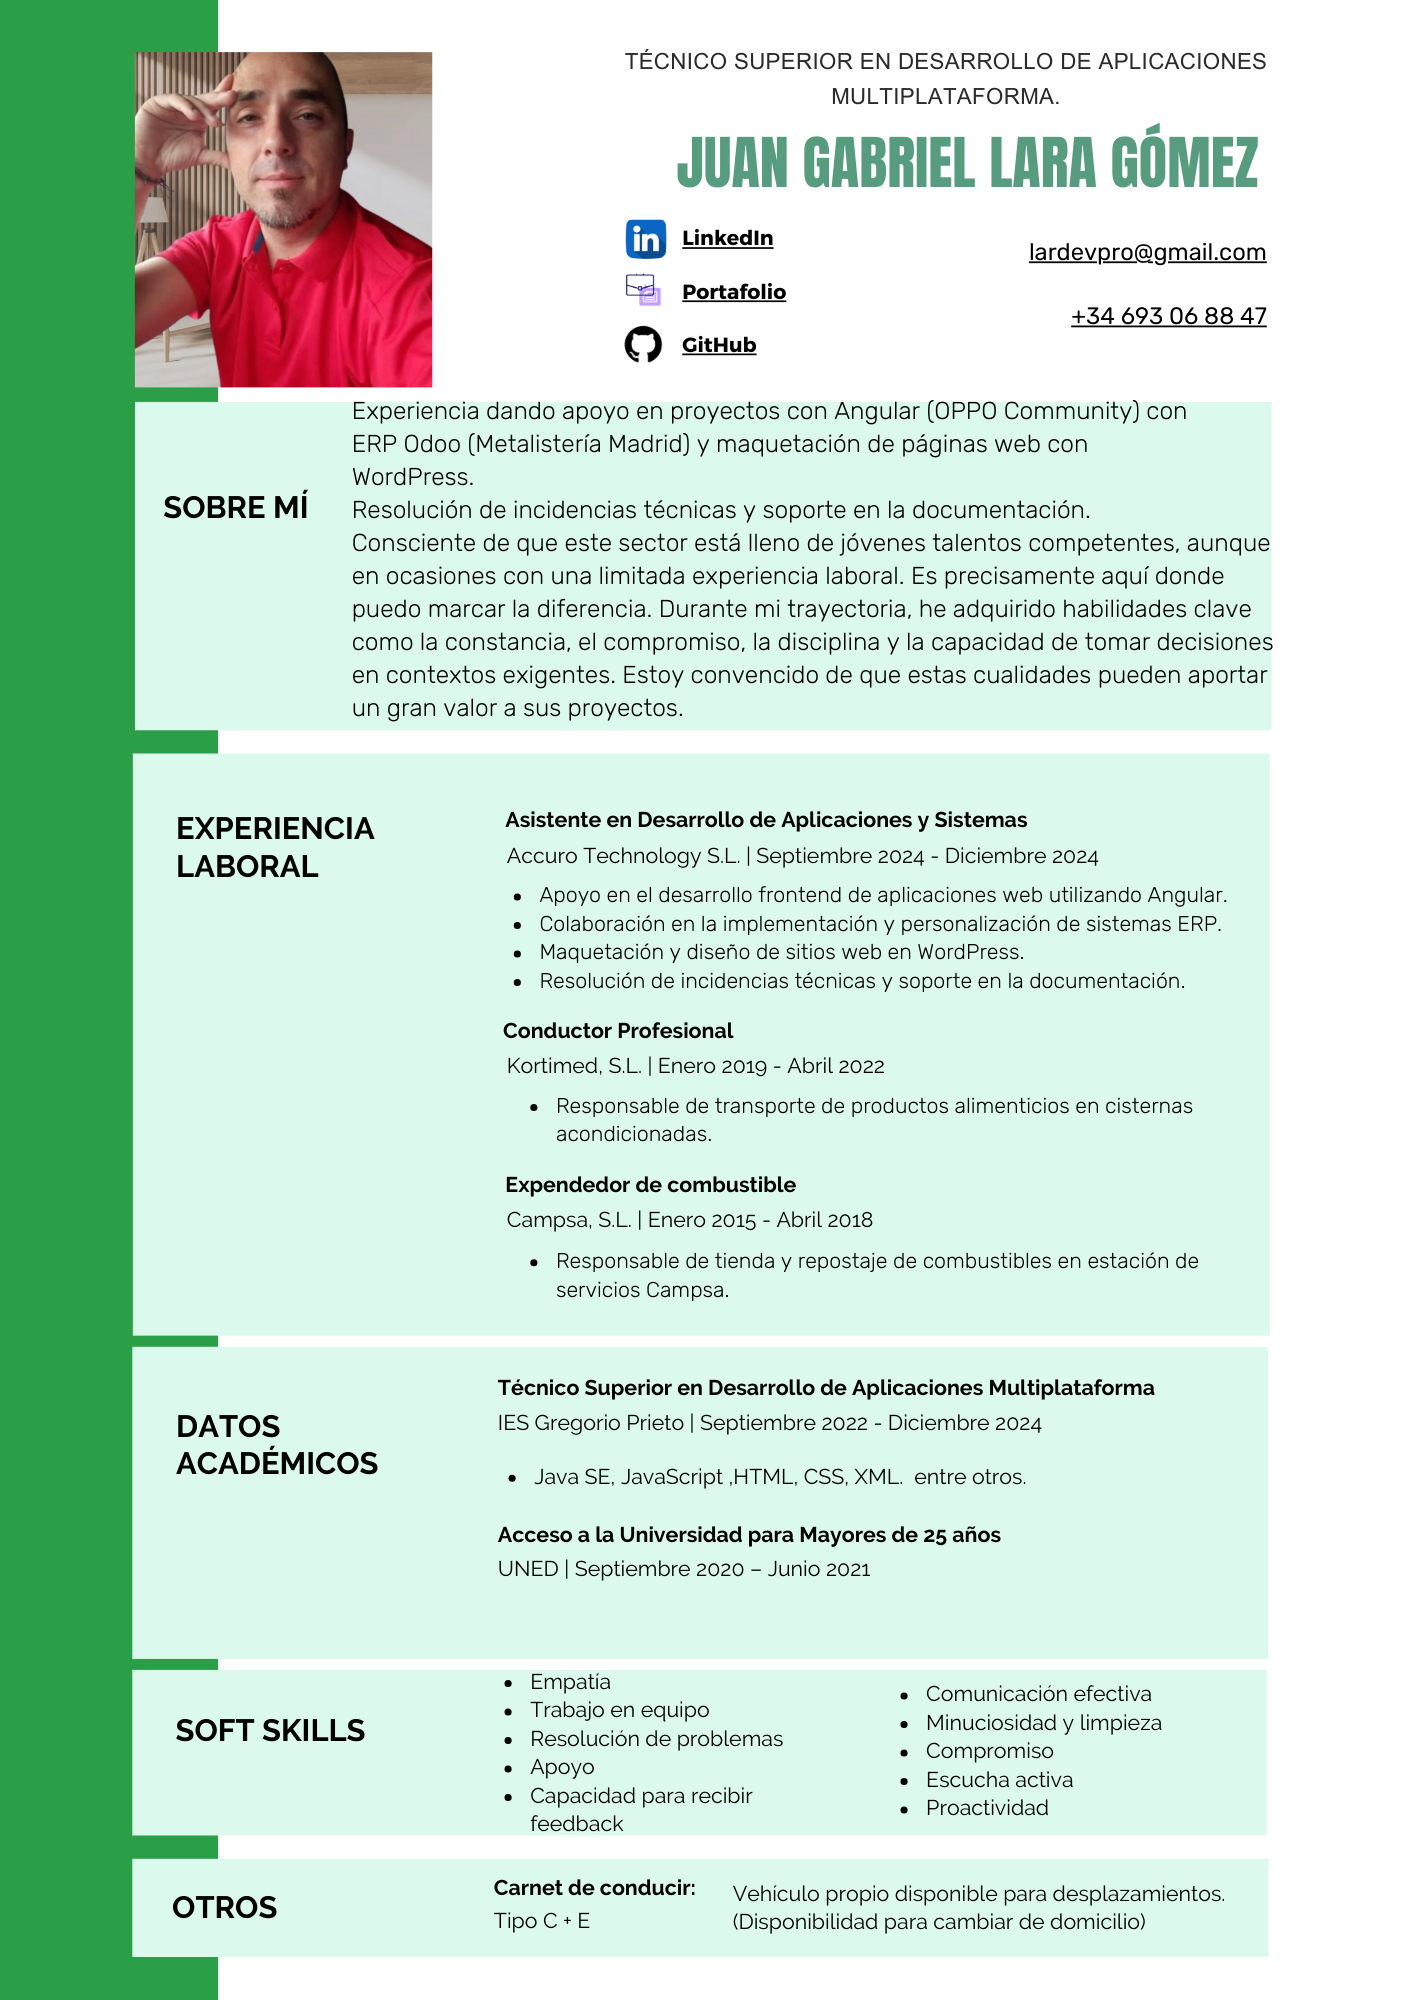 TÉCNICO SUPERIOR EN DESARROLLO DE APLICACIONES
MULTIPLATAFORMA.
JUAN GABRIEL LARA GÓMEZ
in
LinkedIn
Portafolio
GitHub
lardevpro@gmail.com
+34 693 06 88 47
SOBRE MÍ
Experiencia dando apoyo en proyectos con Angular (OPPO Community) con
ERP Odoo (Metalistería Madrid) y maquetación de páginas web con
WordPress.
Resolución de incidencias técnicas y soporte en la documentación.
Consciente de que este sector está lleno de jóvenes talentos competentes, aunque
en ocasiones con una limitada experiencia laboral. Es precisamente aquí donde
puedo marcar la diferencia. Durante mi trayectoria, he adquirido habilidades clave
como la constancia, el compromiso, la disciplina y la capacidad de tomar decisiones
en contextos exigentes. Estoy convencido de que estas cualidades pueden aportar
un gran valor a sus proyectos.
EXPERIENCIA
LABORAL
Asistente en Desarrollo de Aplicaciones y Sistemas
Accuro Technology S.L. | Septiembre 2024 - Diciembre 2024
• Apoyo en el desarrollo frontend de aplicaciones web utilizando Angular.
• Colaboración en la implementación y personalización de sistemas ERP.
• Maquetación y diseño de sitios web en WordPress.
• Resolución de incidencias técnicas y soporte en la documentación.
Conductor Profesional
Kortimed, S.L. | Enero 2019 - Abril 2022
• Responsable de transporte de productos alimenticios en cisternas
acondicionadas.
Expendedor de combustible
Campsa, S.L. | Enero 2015 - Abril 2018
• Responsable de tienda y repostaje de combustibles en estación de
servicios Campsa.
DATOS
ACADÉMICOS
Técnico Superior en Desarrollo de Aplicaciones Multiplataforma
IES Gregorio Prieto | Septiembre 2022 - Diciembre 2024
• Java SE, JavaScript ,HTML, CSS, XML.  entre otros.
Acceso a la Universidad para Mayores de 25 años
UNED | Septiembre 2020 – Junio 2021
SOFT SKILLS
• Empatía
• Trabajo en equipo
• Resolución de problemas
• Apoyo
• Capacidad para recibir
feedback
• Comunicación efectiva
• Minuciosidad y limpieza
• Compromiso
• Escucha activa
• Proactividad
OTROS
Carnet de conducir:
Tipo C + E
Vehículo propio disponible para desplazamientos.
(Disponibilidad para cambiar de domicilio)